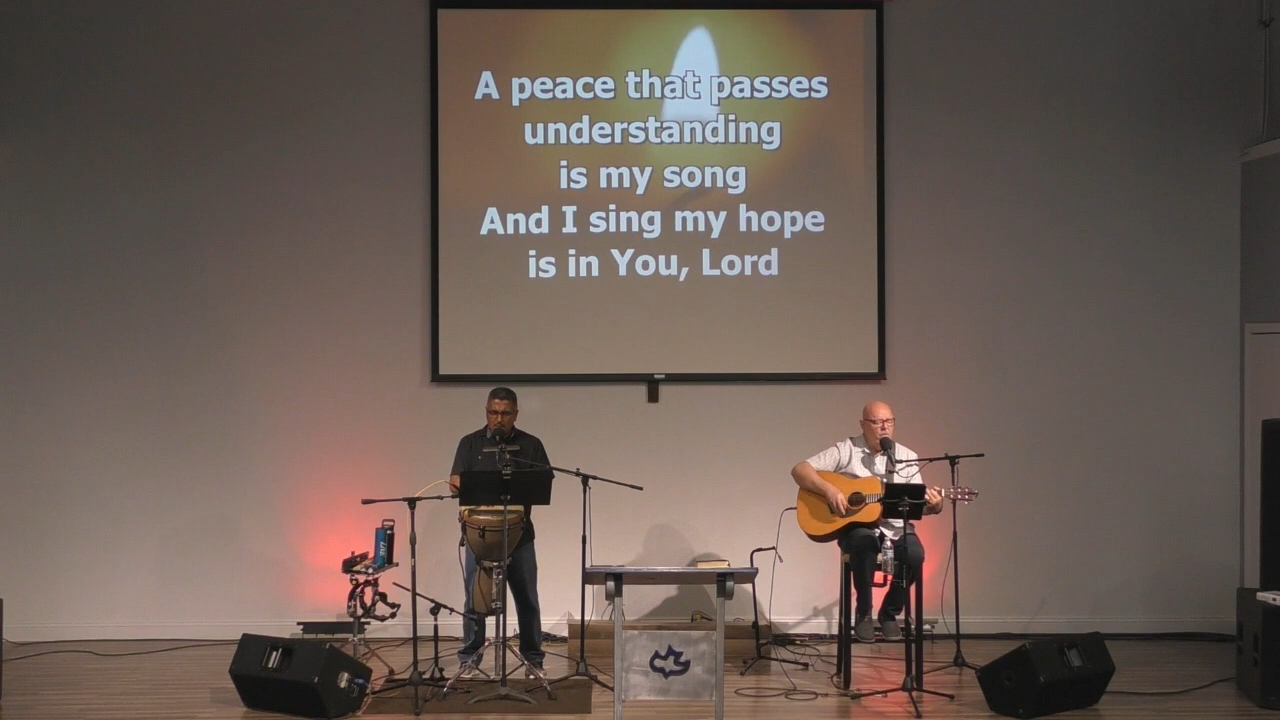 A peace that passes
understanding
is my song
And I sing my hope
is in You, Lord